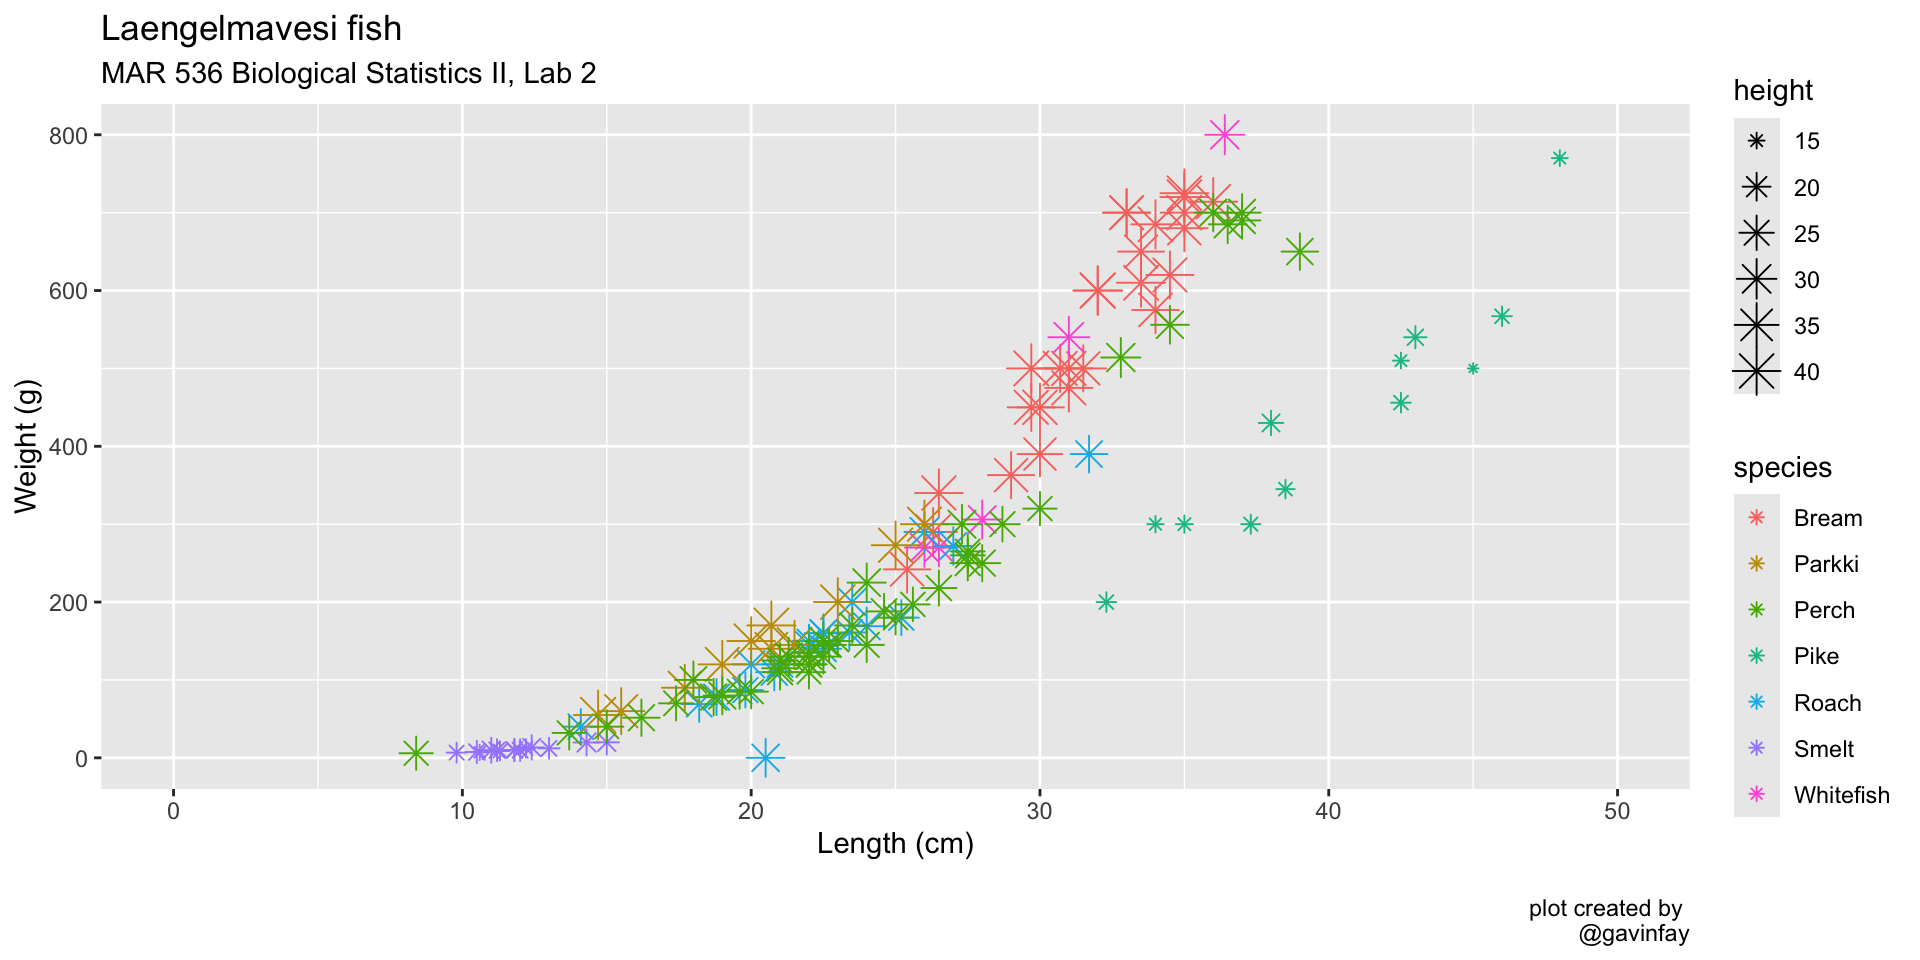 Laengelmavesi fish
MAR 536 Biological Statistics II, Lab 2
Weight (g)
800
600
400
200
0
0 10 20 30 40 50
Length (cm)
height
15
20
25
30
35
40
species
Bream
Parkki
Perch
Pike
Roach
Smelt
Whitefish
plot created by
@gavinfay